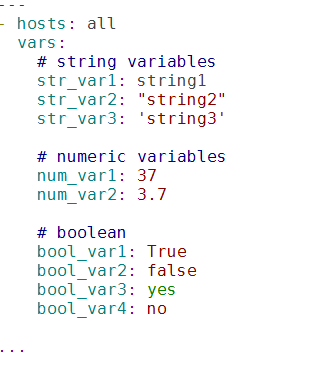 ---
- hosts: all
  vars:
    # string variables
    str_var1: string1
    str_var2: "string2"
    str_var3: 'string3'

    # numeric variables
    num_var1: 37
    num_var2: 3.7

    # boolean
    bool_var1: True
    bool_var2: false
    bool_var3: yes
    bool_var4: no

...